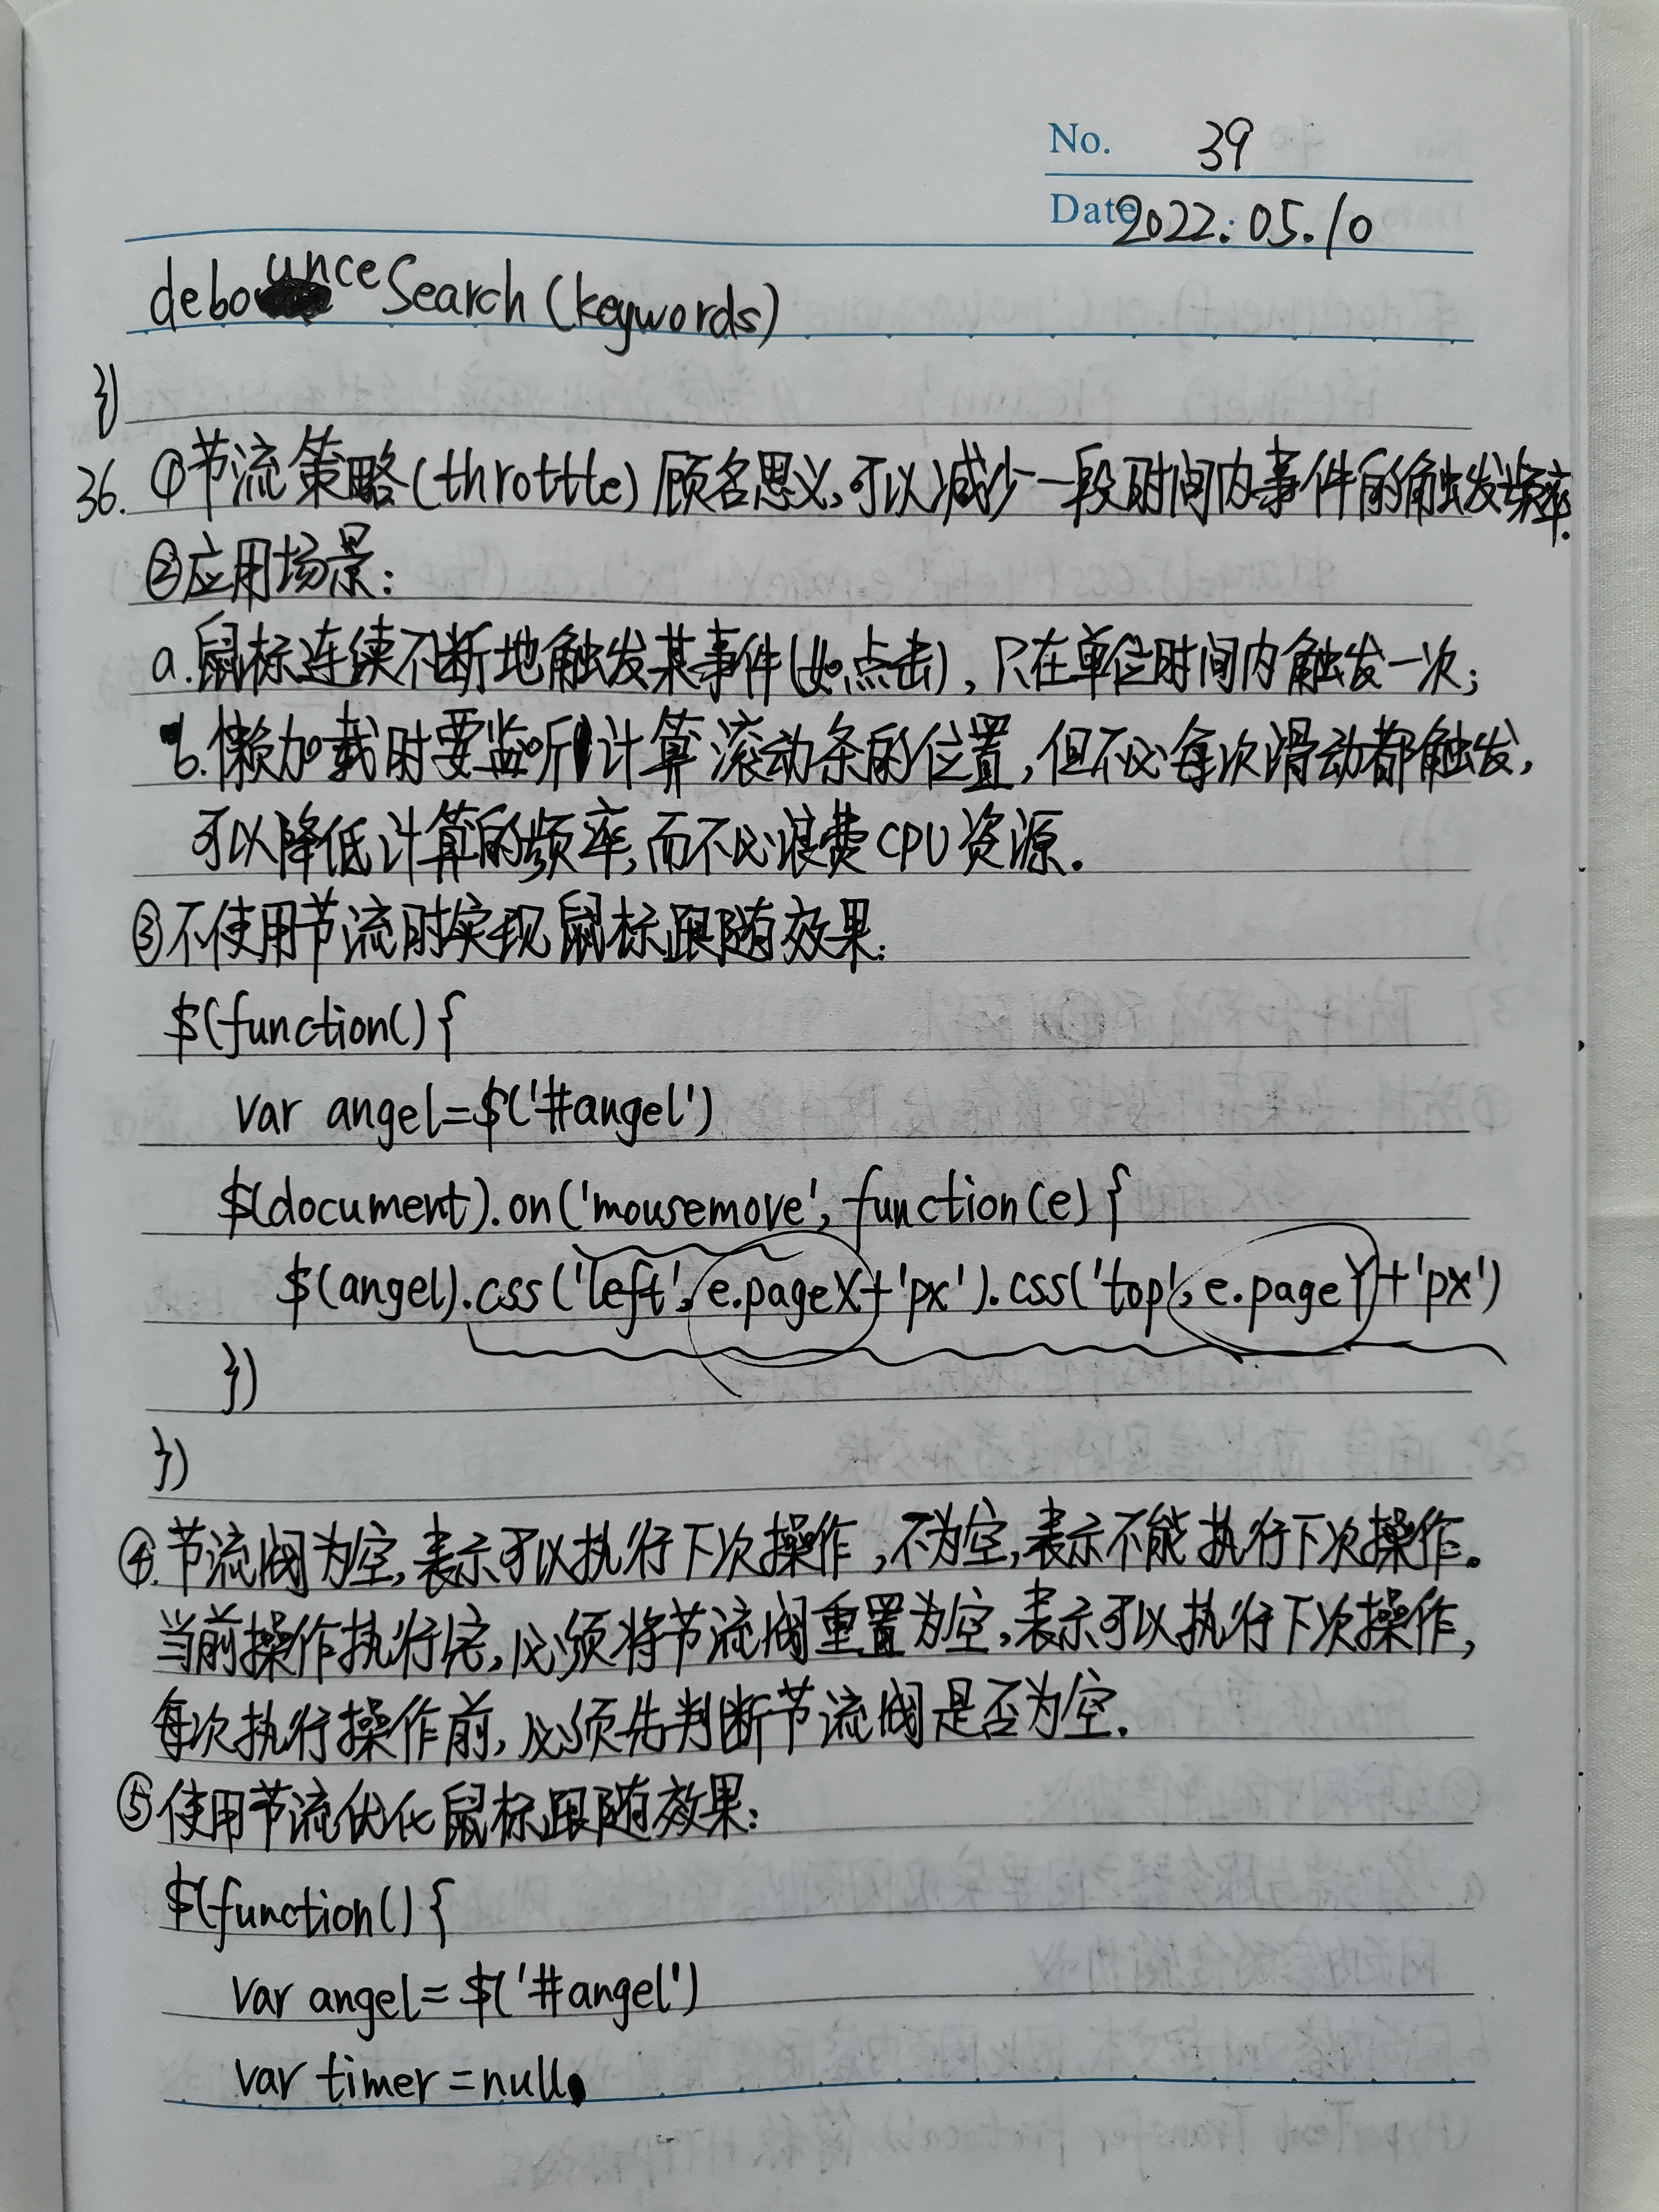 No. 39
Date 2022.05.10
debounceSearch(keywords)
})
36. ①节流策略(throttle)顾名思义,可以减少一段时间内事件的触发频率.
②应用场景:
a.鼠标连续不断地触发某事件(如点击),只在单位时间内触发一次;
b.懒加载时要监听计算滚动条的位置,但不必每次滑动都触发,
可以降低计算的频率,而不必浪费CPU资源.
③不使用节流时实现鼠标跟随效果:
$(function(){
var angel=$('#angel')
$(document).on('mousemove',function(e){
$(angel).css('left',e.pageX+'px').css('top',e.pageY+'px')
})
})
④.节流阀为空,表示可以执行下次操作,不为空,表示不能执行下次操作。
当前操作执行完,必须将节流阀重置为空,表示可以执行下次操作,
每次执行操作前,必须先判断节流阀是否为空.
⑤使用节流优化鼠标跟随效果:
$(function(){
var angel=$('#angel')
var timer=null